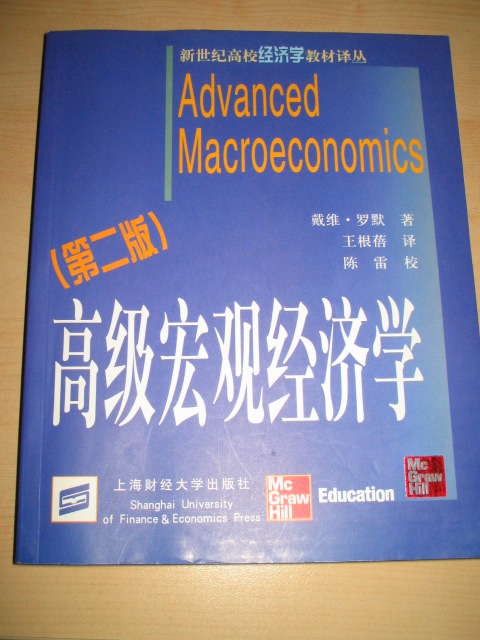 新世纪高校经济学教材译丛
Advanced
Macroeconomics
戴维·罗默 著
王根蓓 译
陈雷 校
(第二版)
高级宏观经济学
上海财经大学出版社
Shanghai University
of Finance & Economics Press
Mc
Graw
Hill
Education
Mc
Graw
Hill